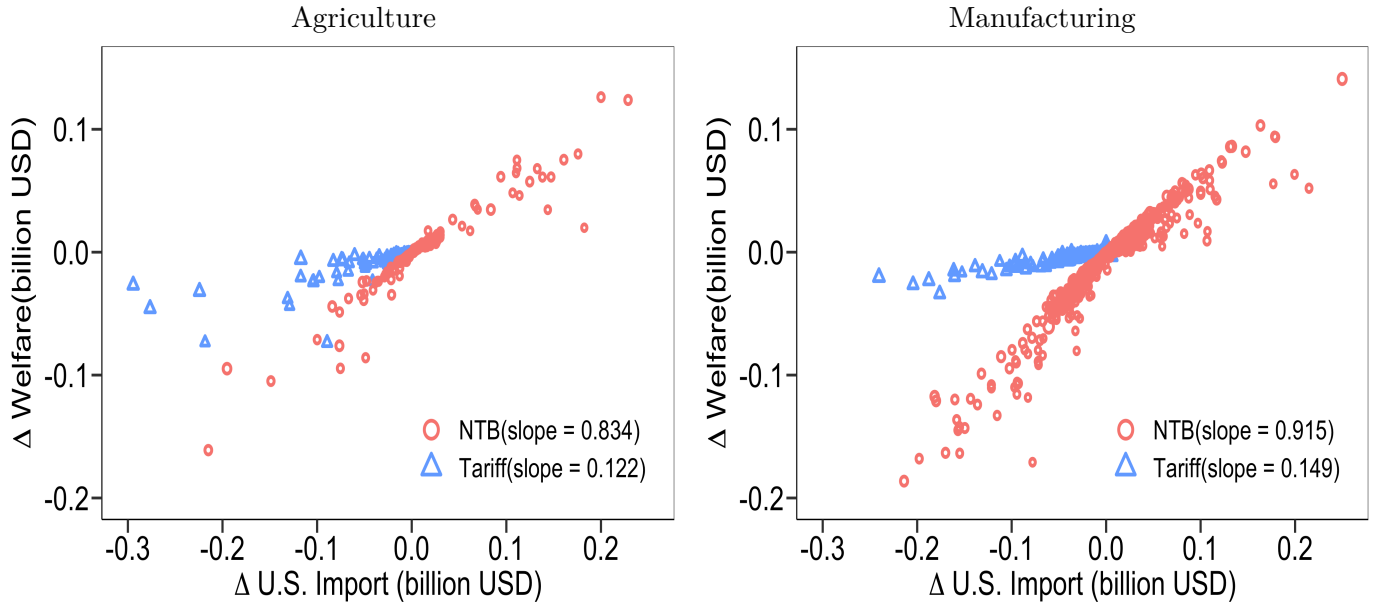 Agriculture
Δ Welfare(billion USD)
0.1
0.0
-0.1
-0.2
NTB(slope = 0.834)
Tariff(slope = 0.122)
-0.3 -0.2 -0.1 0.0 0.1 0.2
Δ U.S. Import (billion USD)
Manufacturing
Δ Welfare(billion USD)
0.1
0.0
-0.1
-0.2
NTB(slope = 0.915)
Tariff(slope = 0.149)
-0.3 -0.2 -0.1 0.0 0.1 0.2
Δ U.S. Import (billion USD)